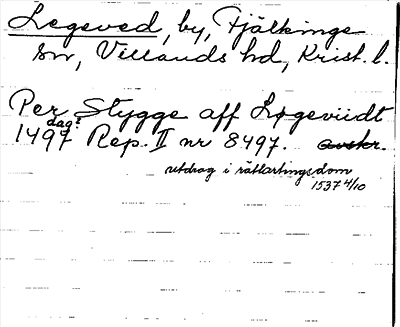 Legeved, by, Fjälkinge
sn, Villands hd, Krist. l.
Per Stygge aff Løgeviidt
1497 dag? Rep. II nr 8497. avskr.
utdrag i rättartingsdom
1537 4/10